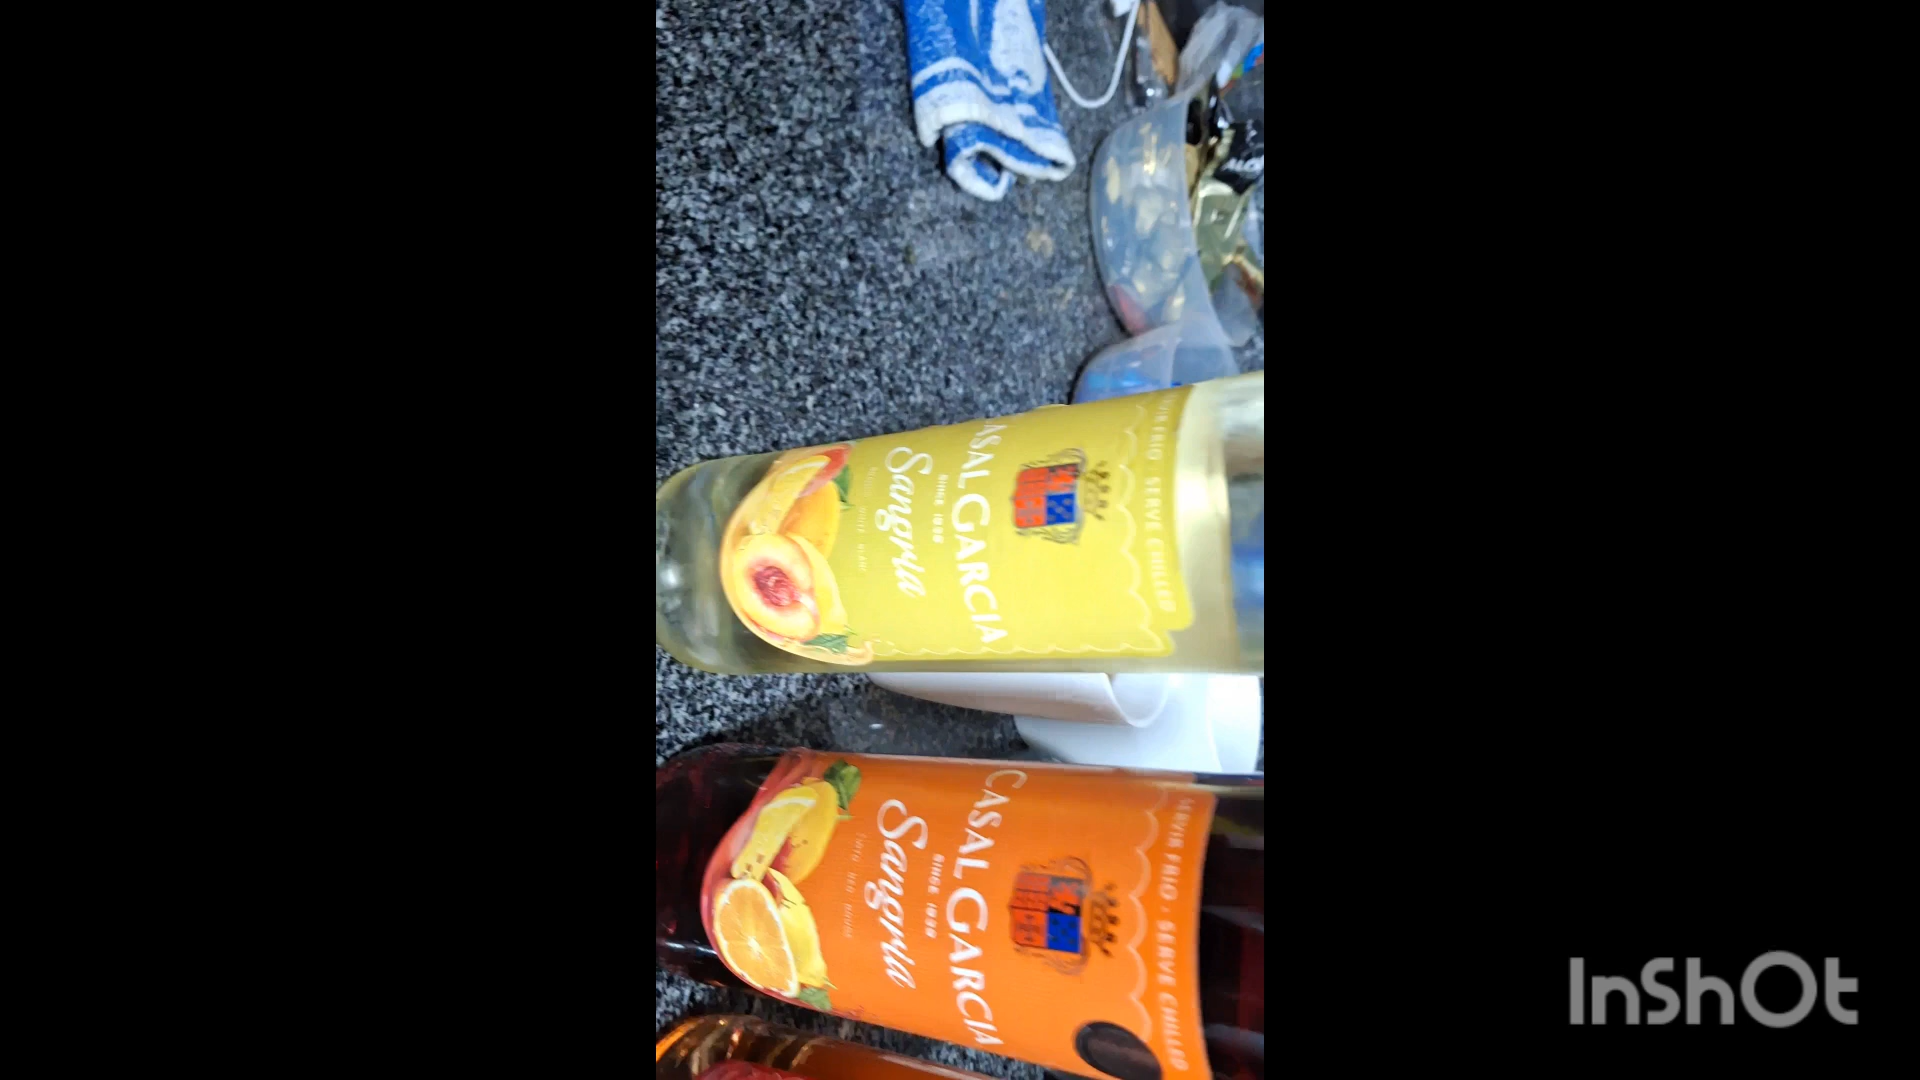 SERVIR FRIO · SERVE CHILLED
CASAL GARCIA
SINCE 1939
Sangria
SERVIR FRIO · SERVE CHILLED
CASAL GARCIA
SINCE 1939
Sangria
InShOt